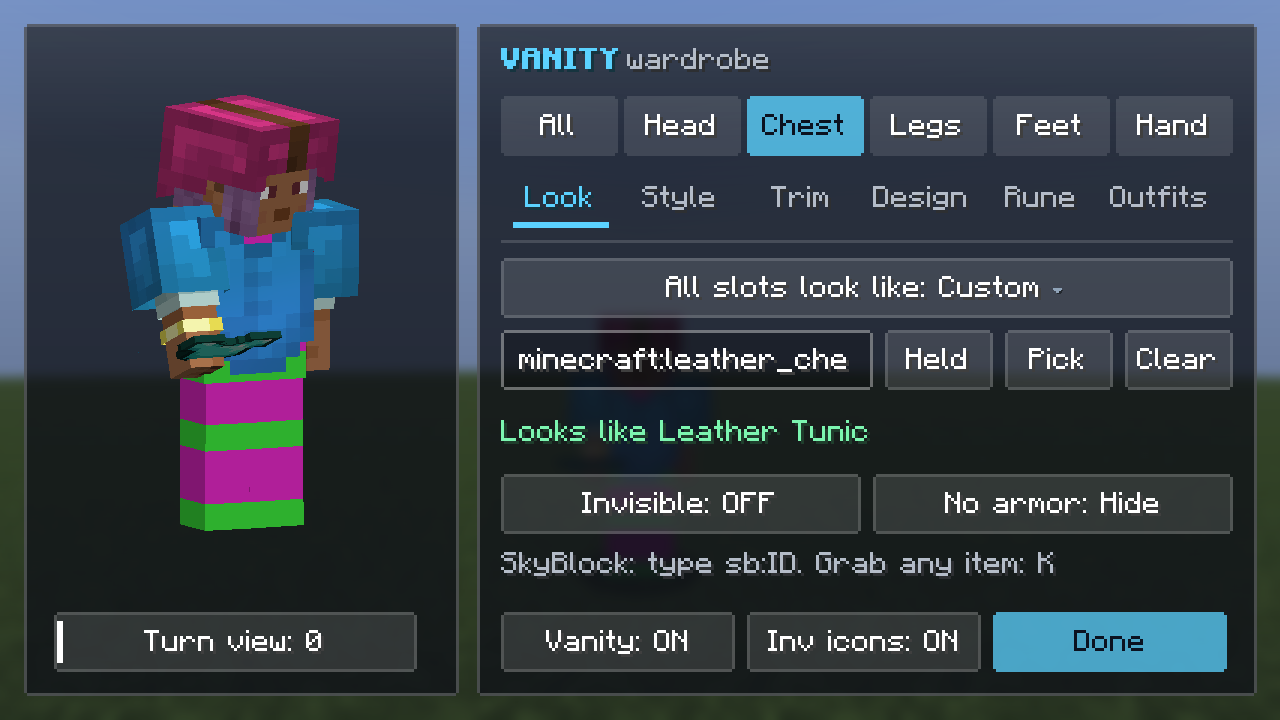 VANITY wardrobe
All Head Chest Legs Feet Hand
Look Style Trim Design Rune Outfits
All slots look like: Custom
minecraft:leather_che Held Pick Clear
Looks like Leather Tunic
Invisible: OFF No armor: Hide
SkyBlock: type sb:ID. Grab any item: K
Turn view: 0 Vanity: ON Inv icons: ON Done